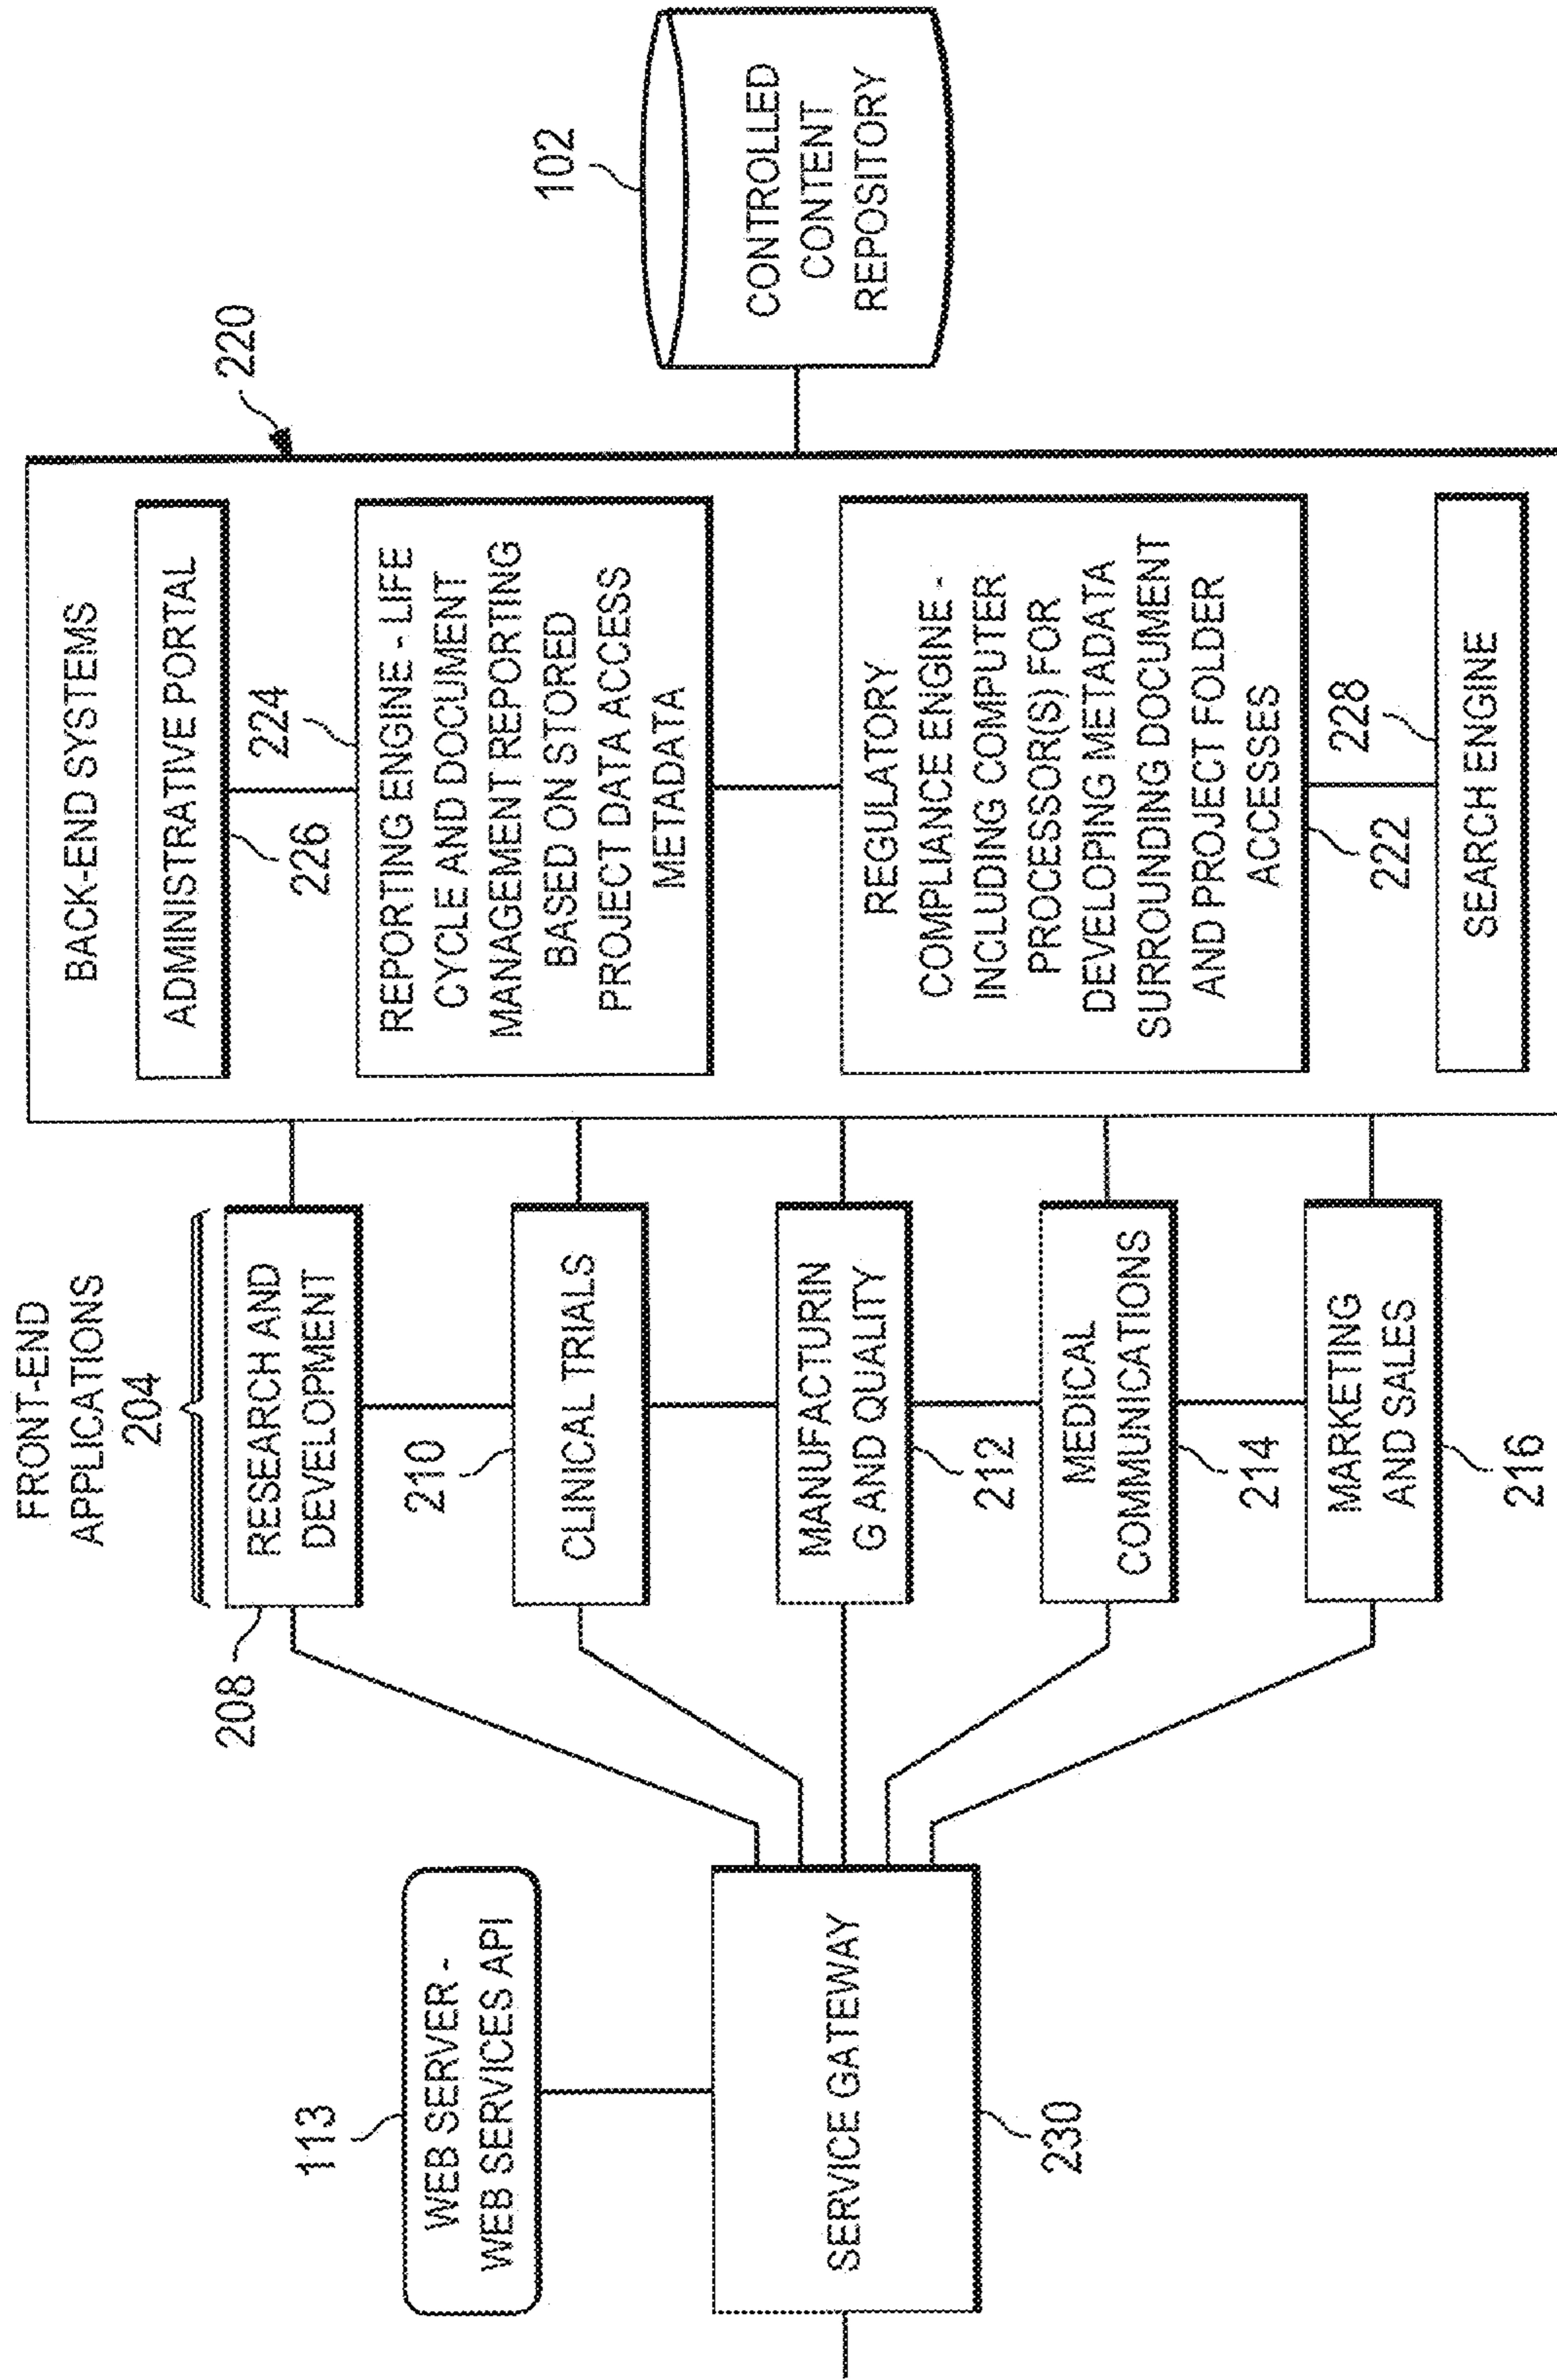 113
WEB SERVER -
WEB SERVICES API
SERVICE GATEWAY
230
FRONT-END
APPLICATIONS
204
208
RESEARCH AND
DEVELOPMENT
210
CLINICAL TRIALS
MANUFACTURIN
G AND QUALITY
212
MEDICAL
COMMUNICATIONS
214
MARKETING
AND SALES
216
220
BACK-END SYSTEMS
ADMINISTRATIVE PORTAL
226
224
REPORTING ENGINE - LIFE
CYCLE AND DOCUMENT
MANAGEMENT REPORTING
BASED ON STORED
PROJECT DATA ACCESS
METADATA
REGULATORY
COMPLIANCE ENGINE -
INCLUDING COMPUTER
PROCESSOR(S) FOR
DEVELOPING METADATA
SURROUNDING DOCUMENT
AND PROJECT FOLDER
ACCESSES
222
228
SEARCH ENGINE
102
CONTROLLED
CONTENT
REPOSITORY